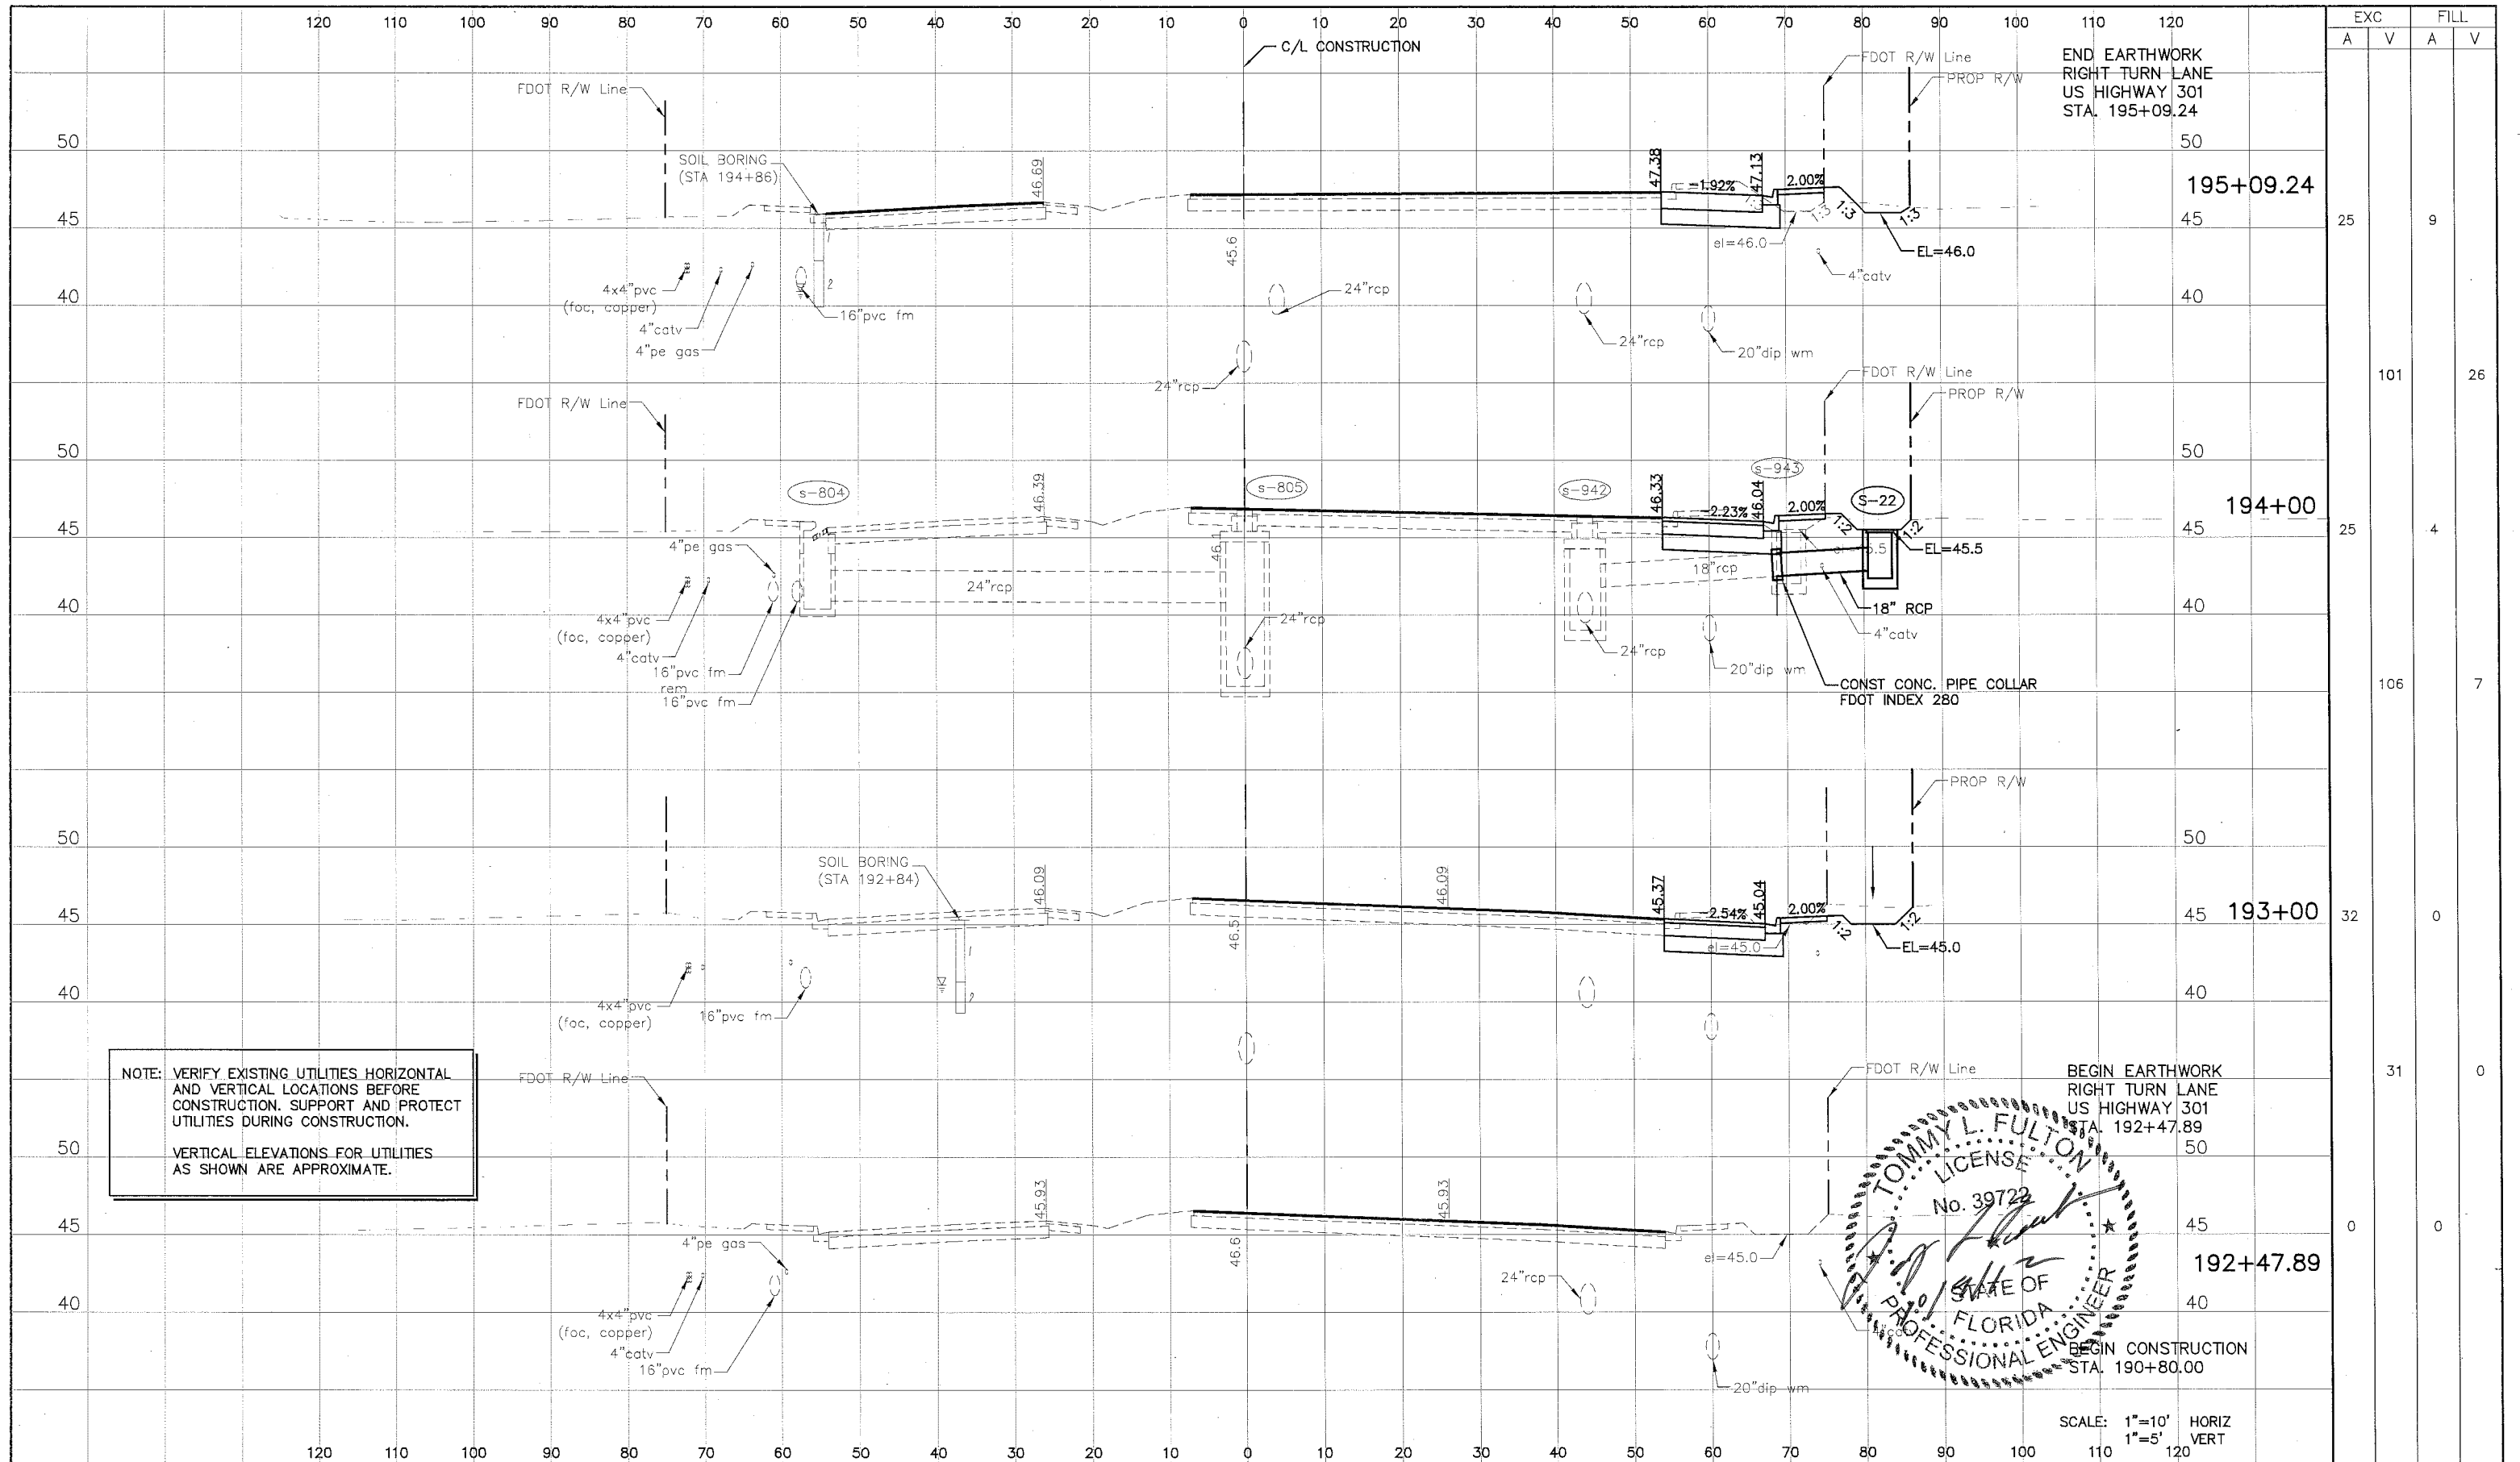 120 110 100 90 80 70 60 50 40 30 20 10 0 10 20 30 40 50 60 70 80 90 100 110 120
EXC FILL
A V A V
C/L CONSTRUCTION
FDOT R/W Line
FDOT R/W Line
PROP R/W
END EARTHWORK
RIGHT TURN LANE
US HIGHWAY 301
STA. 195+09.24
50
50
SOIL BORING
(STA 194+86)
46.69
47.38
-1.92%
47.13
2.00%
195+09.24
1:3
1:3
1:3
45
45
25 9
1
45.6
el=46.0
EL=46.0
2
4"catv
4x4"pvc
(foc, copper)
40
40
4"catv
4"pe gas
16"pvc fm
24"rcp
24"rcp
20"dip wm
24"rcp
101 26
FDOT R/W Line
FDOT R/W Line
PROP R/W
50
50
s-804
46.39
s-805
s-942
46.33
-2.23%
46.04
s-943
2.00%
S-22
194+00
1:2
1:2
45
45
25 4
46.1
4"pe gas
EL=45.5
24"rcp
18"rcp
18" RCP
4x4"pvc
(foc, copper)
40
40
4"catv
16"pvc fm
rem
16"pvc fm
24"rcp
24"rcp
20"dip wm
4"catv
CONST CONC. PIPE COLLAR
FDOT INDEX 280
106 7
PROP R/W
50
50
SOIL BORING
(STA 192+84)
46.09
46.09
45.37
-2.54%
45.04
2.00%
193+00
1:2
1:2
45
45
32 0
46.5
1
el=45.0
EL=45.0
2
4x4"pvc
(foc, copper)
40
40
16"pvc fm
31 0
NOTE: VERIFY EXISTING UTILITIES HORIZONTAL
AND VERTICAL LOCATIONS BEFORE
CONSTRUCTION. SUPPORT AND PROTECT
UTILITIES DURING CONSTRUCTION.
VERTICAL ELEVATIONS FOR UTILITIES
AS SHOWN ARE APPROXIMATE.
FDOT R/W Line
FDOT R/W Line
BEGIN EARTHWORK
RIGHT TURN LANE
US HIGHWAY 301
STA. 192+47.89
50
50
TOMMY L. FULTON
LICENSE
No. 39722
STATE OF
FLORIDA
PROFESSIONAL ENGINEER
45.93
45.93
45
45
0 0
46.6
el=45.0
192+47.89
4"pe gas
4x4"pvc
(foc, copper)
40
40
4"catv
16"pvc fm
24"rcp
20"dip wm
BEGIN CONSTRUCTION
STA. 190+80.00
SCALE: 1"=10' HORIZ
1"=5' VERT
120 110 100 90 80 70 60 50 40 30 20 10 0 10 20 30 40 50 60 70 80 90 100 110 120